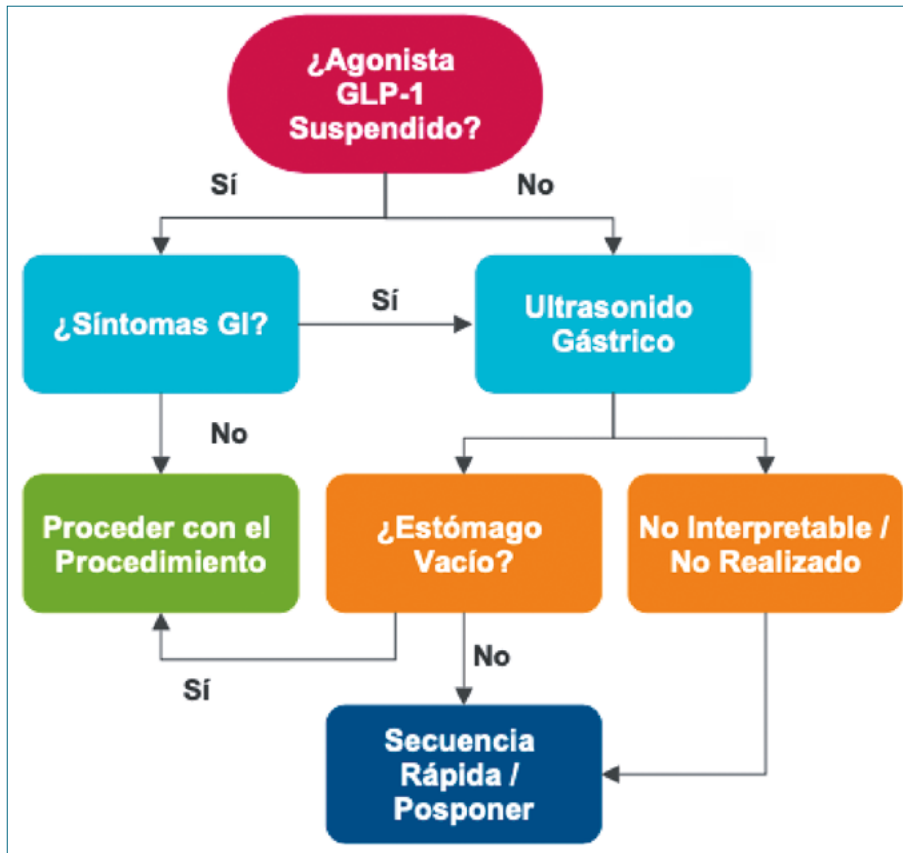 ¿Agonista
GLP-1
Suspendido?
Sí
No
¿Síntomas GI?
Sí
Ultrasonido
Gástrico
No
Proceder con el
Procedimiento
¿Estómago
Vacío?
No Interpretable /
No Realizado
Sí
No
Secuencia
Rápida /
Posponer